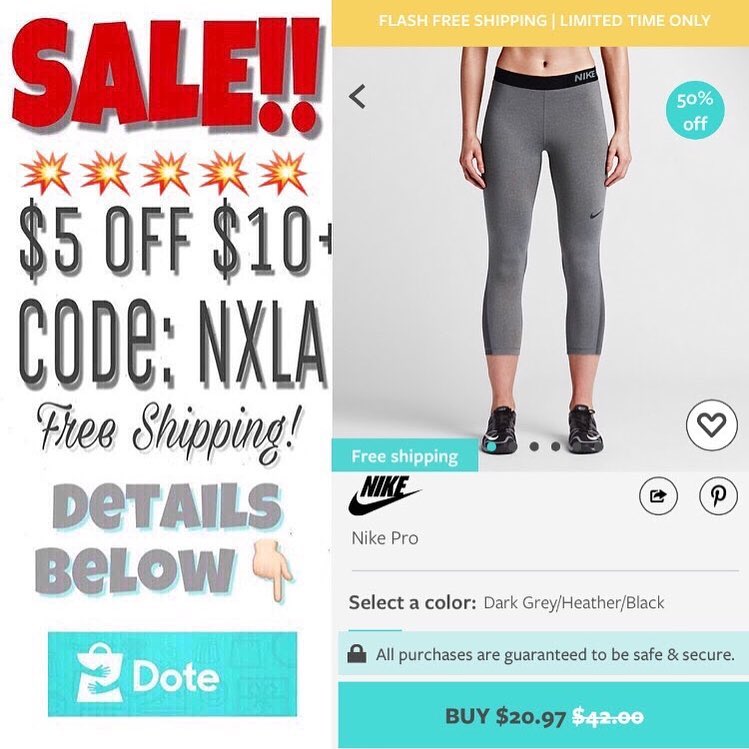 SALE!!
$5 OFF $10+
CODE: NXLA
Free Shipping!
DETAILS
BELOW
Dote
FLASH FREE SHIPPING | LIMITED TIME ONLY
NIKE
50%
off
Free shipping
NIKE
Nike Pro
Select a color: Dark Grey/Heather/Black
All purchases are guaranteed to be safe & secure.
BUY $20.97 $42.00